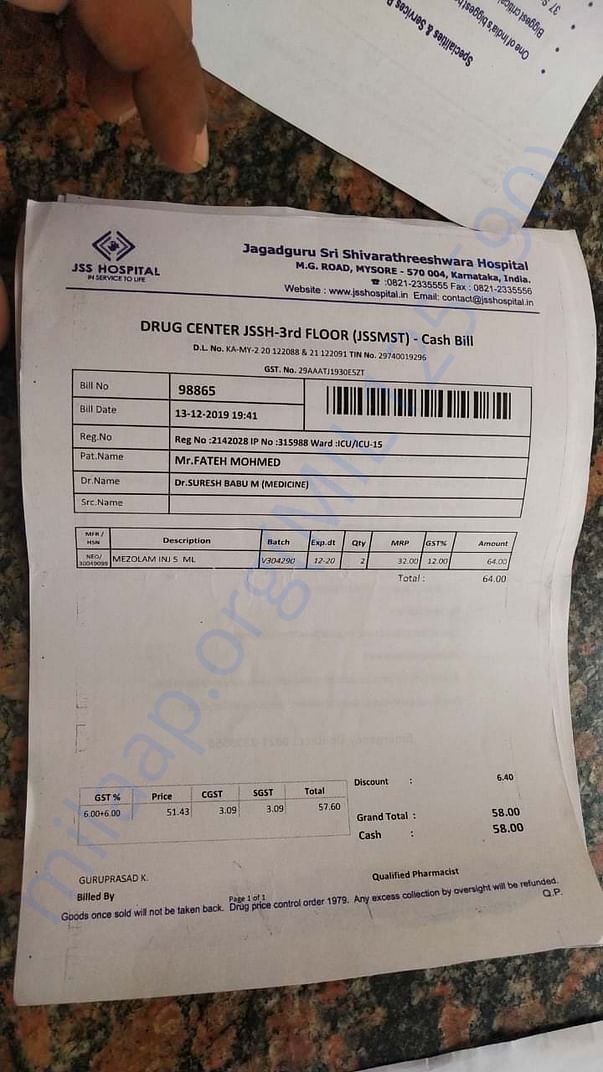 Specialities & Services
One of India's biggest
Biggest critical
37
JSS HOSPITAL
IN SERVICE TO LIFE
Jagadguru Sri Shivarathreeshwara Hospital
M.G. ROAD, MYSORE - 570 004, Karnataka, India.
☎ :0821-2335555 Fax : 0821-2335556
Website : www.jsshospital.in Email: contact@jsshospital.in
DRUG CENTER JSSH-3rd FLOOR (JSSMST) - Cash Bill
D.L. No. KA-MY-2 20 122088 & 21 122091 TIN No. 29740019296
GST. No. 29AAATJ1930ESZT
Bill No 98865
Bill Date 13-12-2019 19:41
Reg.No Reg No :2142028 IP No :315988 Ward :ICU/ICU-15
Pat.Name Mr.FATEH MOHMED
Dr.Name Dr.SURESH BABU M (MEDICINE)
Src.Name
MFR / HSN Description Batch Exp.dt Qty MRP GST% Amount
NEO/ 30049099 MEZOLAM INJ 5 ML V304290 12-20 2 32.00 12.00 64.00
Total : 64.00
Discount : 6.40
GST % Price CGST SGST Total
6.00+6.00 51.43 3.09 3.09 57.60
Grand Total : 58.00
Cash : 58.00
GURUPRASAD K.
Billed By
Qualified Pharmacist
Page 1 of 1
Goods once sold will not be taken back. Drug price control order 1979. Any excess collection by oversight will be refunded.
Q.P.
milaap.org(MIL1259